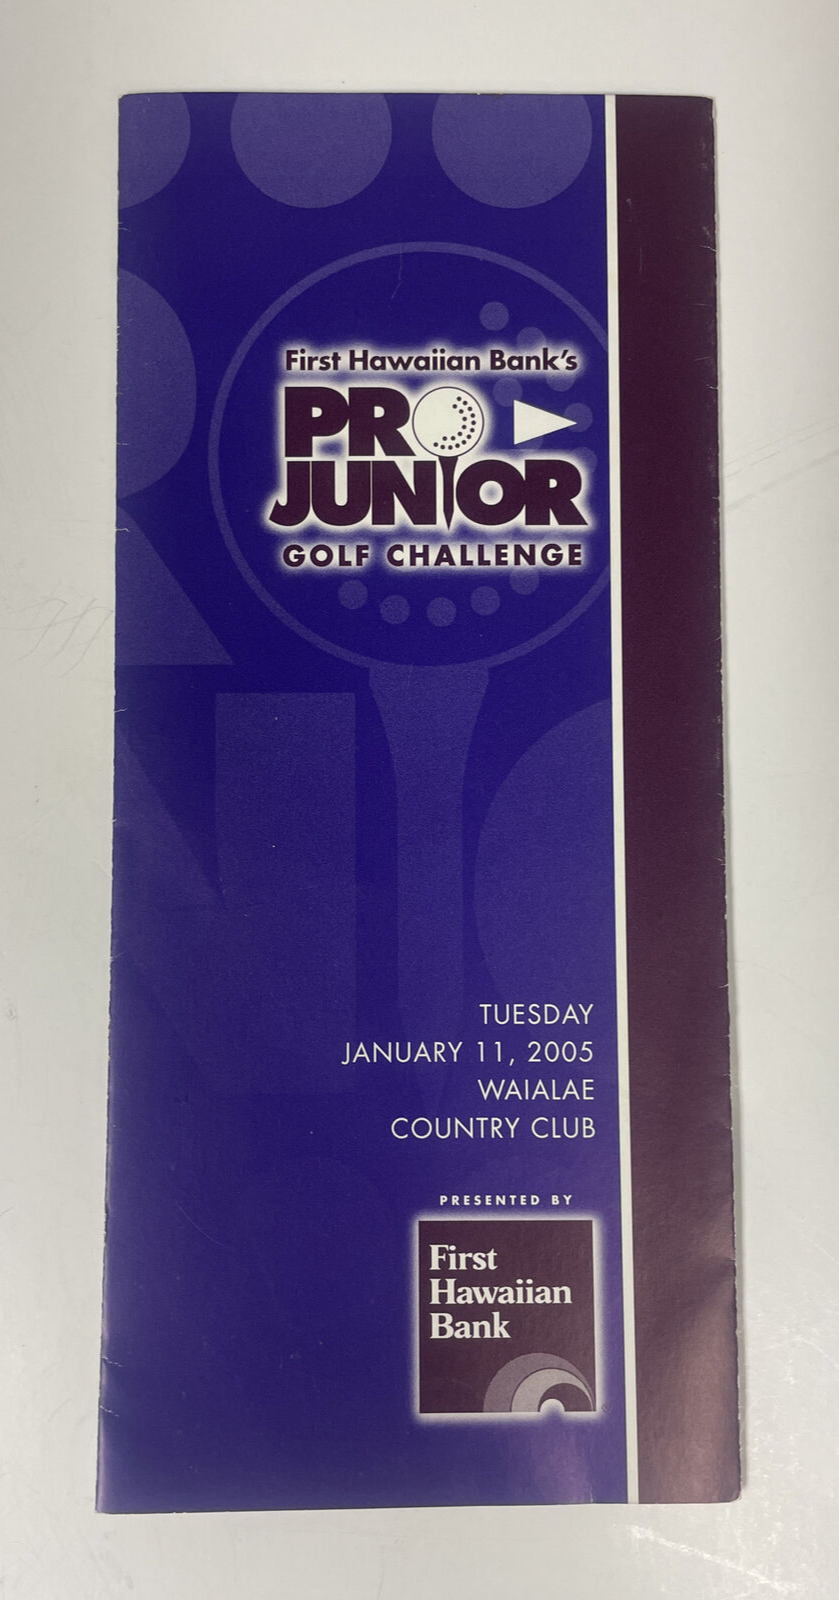 First Hawaiian Bank's
PRO
JUNIOR
GOLF CHALLENGE
TUESDAY
JANUARY 11, 2005
WAIALAE
COUNTRY CLUB
PRESENTED BY
First
Hawaiian
Bank